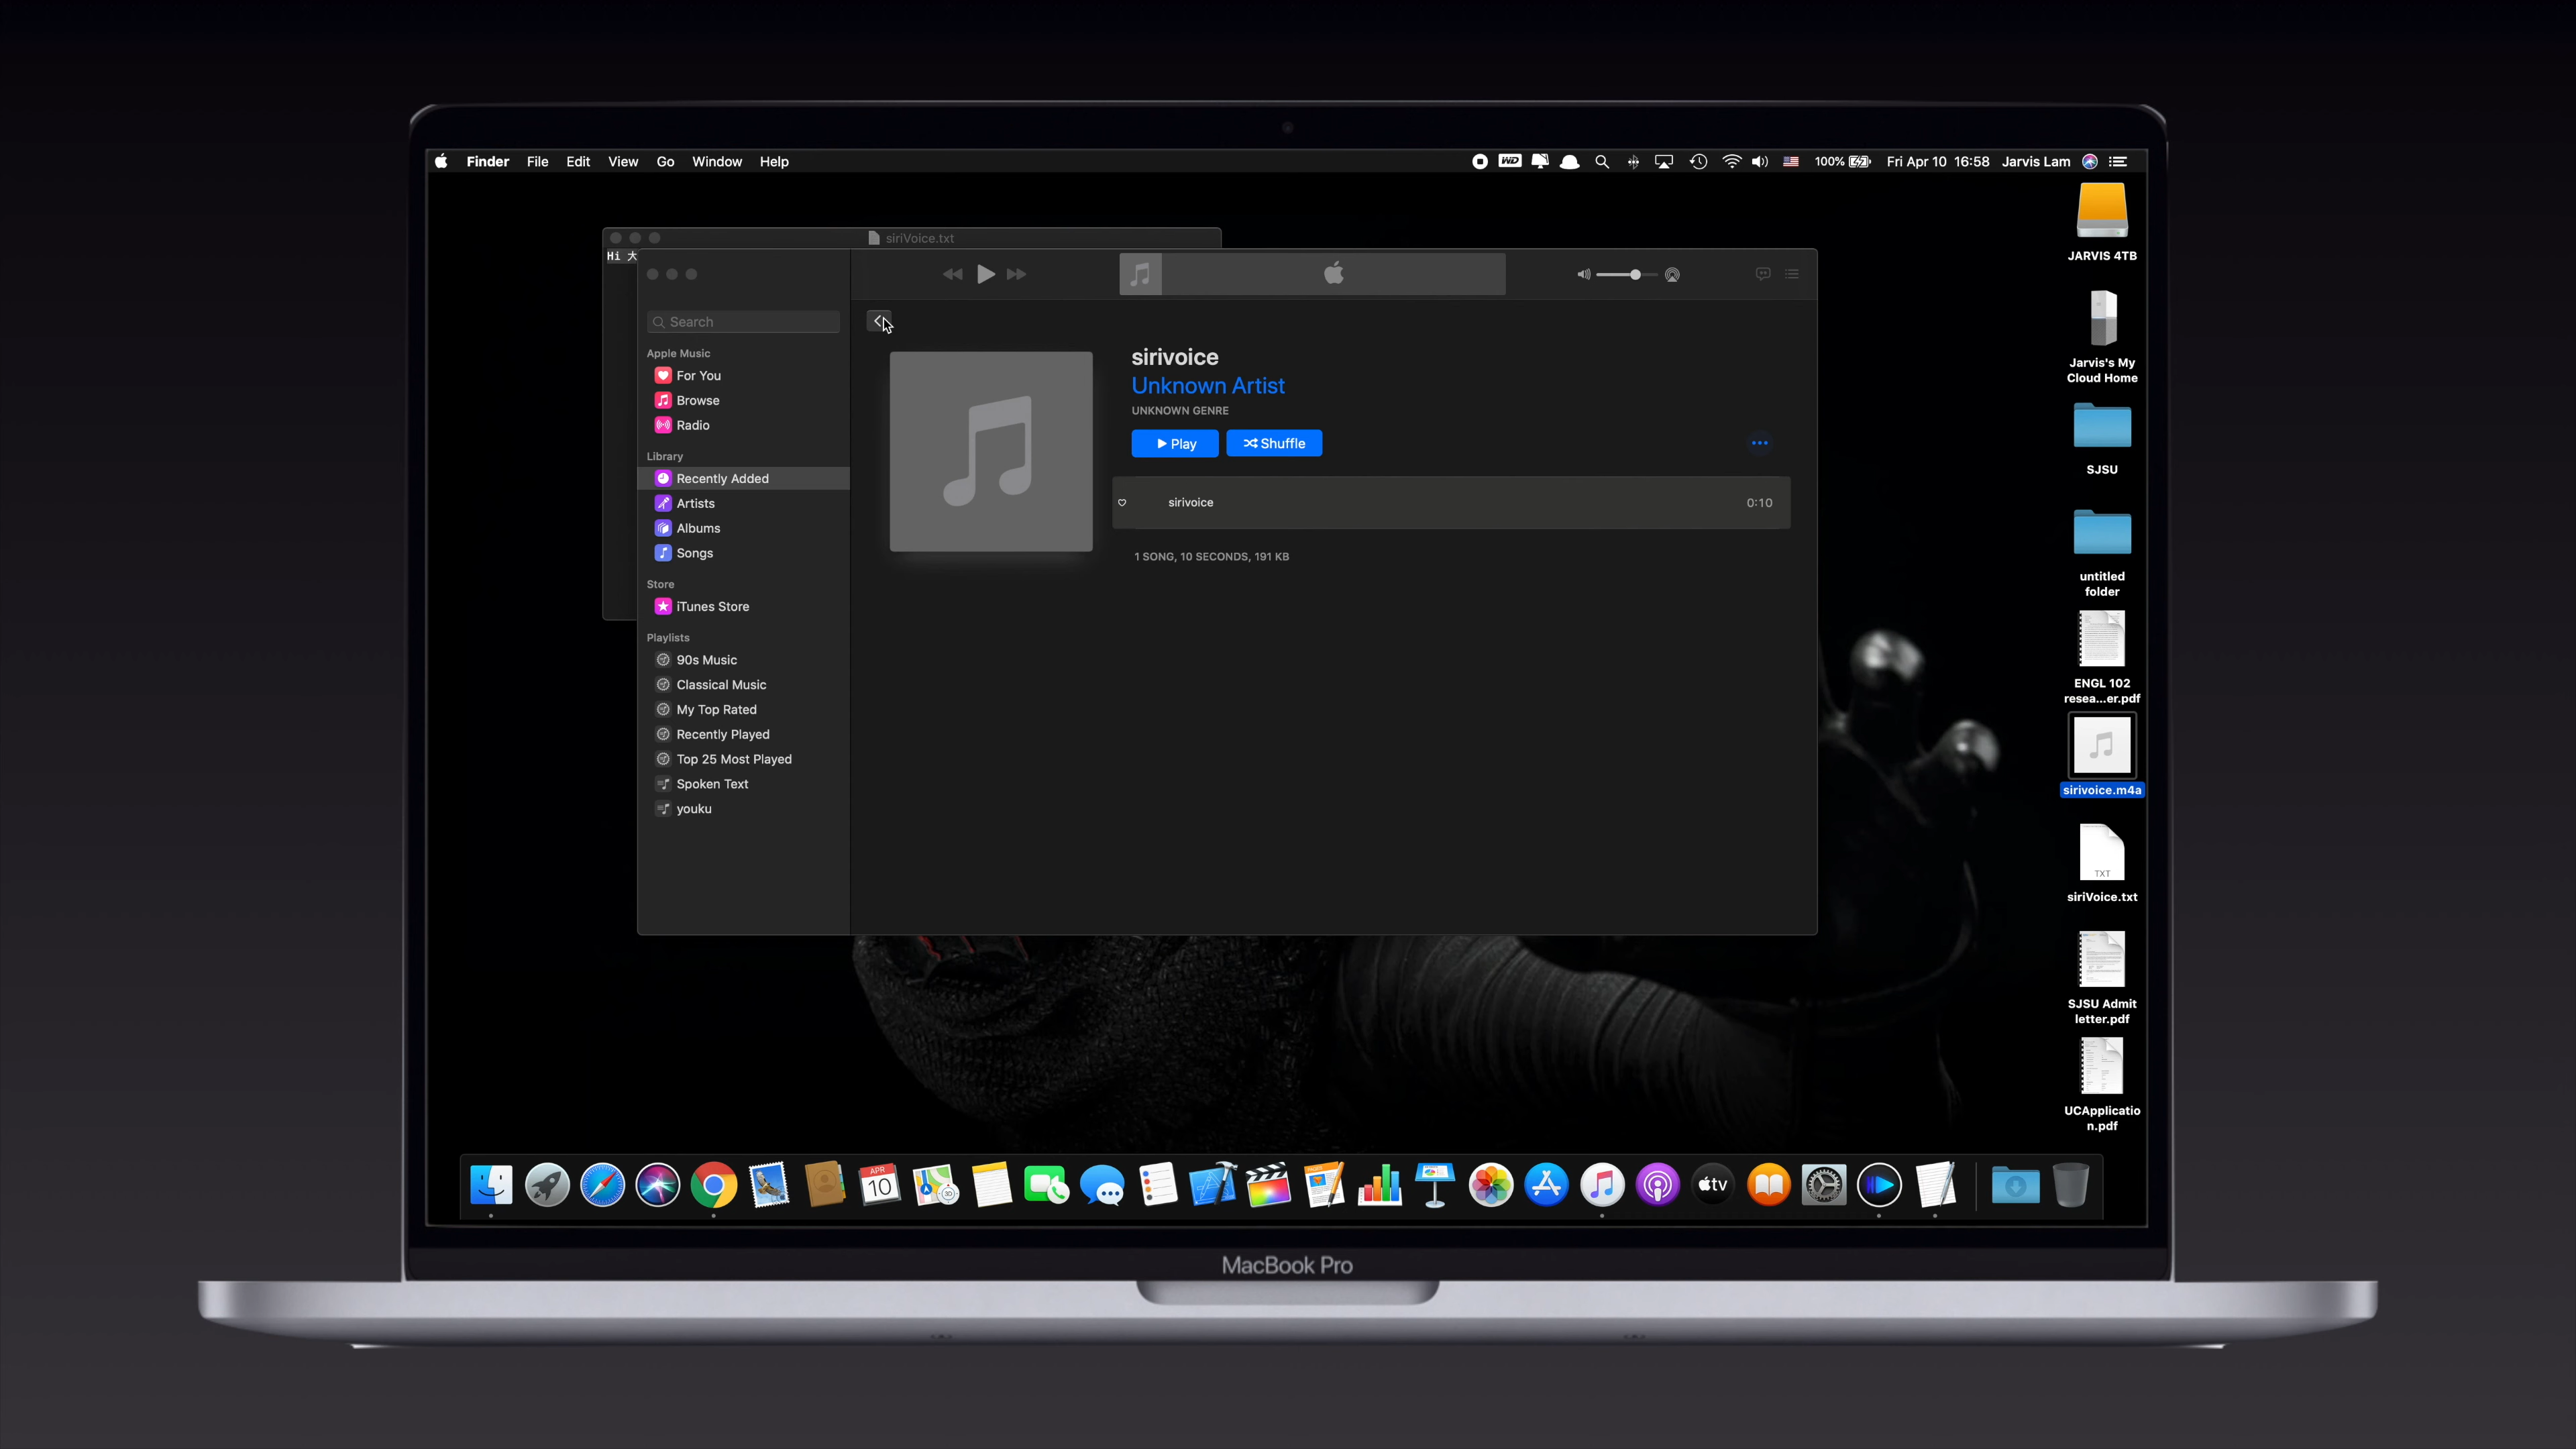 Finder File Edit View Go Window Help
WD 100% Fri Apr 10 16:58 Jarvis Lam
siriVoice.txt
Hi 大
Search
Apple Music
For You
Browse
Radio
Library
Recently Added
Artists
Albums
Songs
Store
iTunes Store
Playlists
90s Music
Classical Music
My Top Rated
Recently Played
Top 25 Most Played
Spoken Text
youku
sirivoice
Unknown Artist
UNKNOWN GENRE
Play Shuffle
sirivoice 0:10
1 SONG, 10 SECONDS, 191 KB
JARVIS 4TB
Jarvis's My
Cloud Home
SJSU
untitled
folder
ENGL 102
resea...er.pdf
sirivoice.m4a
TXT
siriVoice.txt
SJSU Admit
letter.pdf
UCApplicatio
n.pdf
APR
10
3D
tv
MacBook Pro